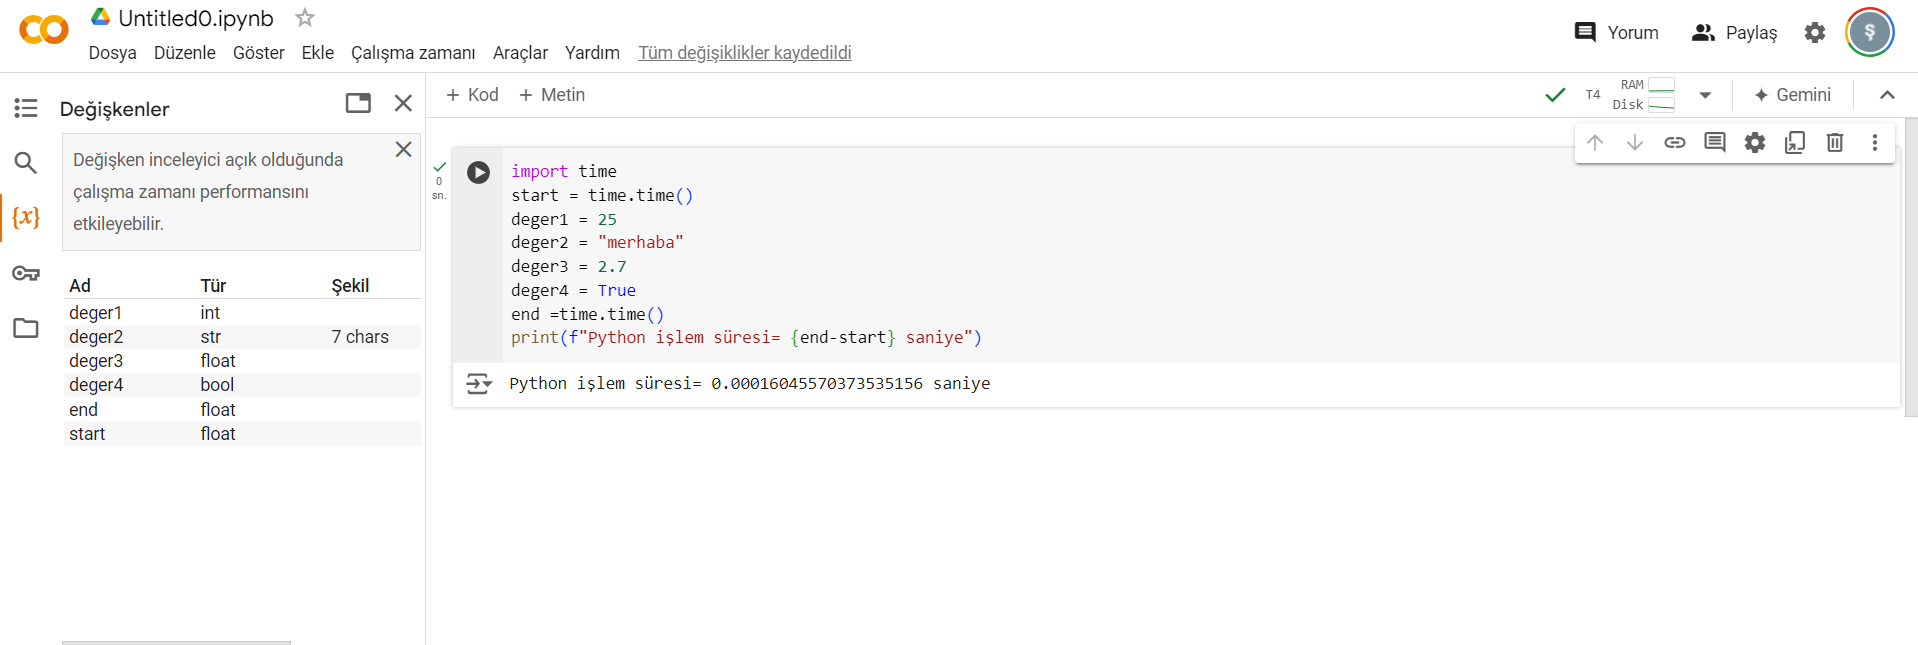 Untitled0.ipynb
Dosya Düzenle Göster Ekle Çalışma zamanı Araçlar Yardım Tüm değişiklikler kaydedildi
Yorum Paylaş Ş
Değişkenler
Değişken inceleyici açık olduğunda
çalışma zamanı performansını
etkileyebilir.
Ad Tür Şekil
deger1 int
deger2 str 7 chars
deger3 float
deger4 bool
end float
start float
+ Kod + Metin
T4 RAM
Disk
Gemini
0
sn.
import time
start = time.time()
deger1 = 25
deger2 = "merhaba"
deger3 = 2.7
deger4 = True
end =time.time()
print(f"Python işlem süresi= {end-start} saniye")
Python işlem süresi= 0.00016045570373535156 saniye